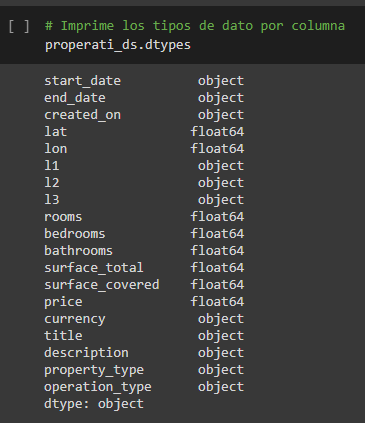 [ ] # Imprime los tipos de dato por columna
properati_ds.dtypes
start_date object
end_date object
created_on object
lat float64
lon float64
l1 object
l2 object
l3 object
rooms float64
bedrooms float64
bathrooms float64
surface_total float64
surface_covered float64
price float64
currency object
title object
description object
property_type object
operation_type object
dtype: object